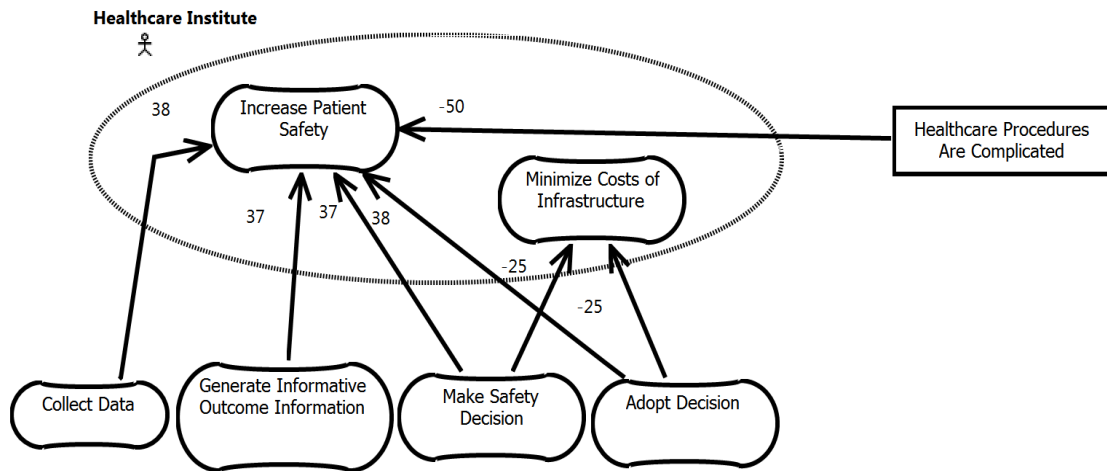 Healthcare Institute
38
Increase Patient
Safety
-50
Healthcare Procedures
Are Complicated
Minimize Costs of
Infrastructure
37
37
38
-25
-25
Collect Data
Generate Informative
Outcome Information
Make Safety
Decision
Adopt Decision